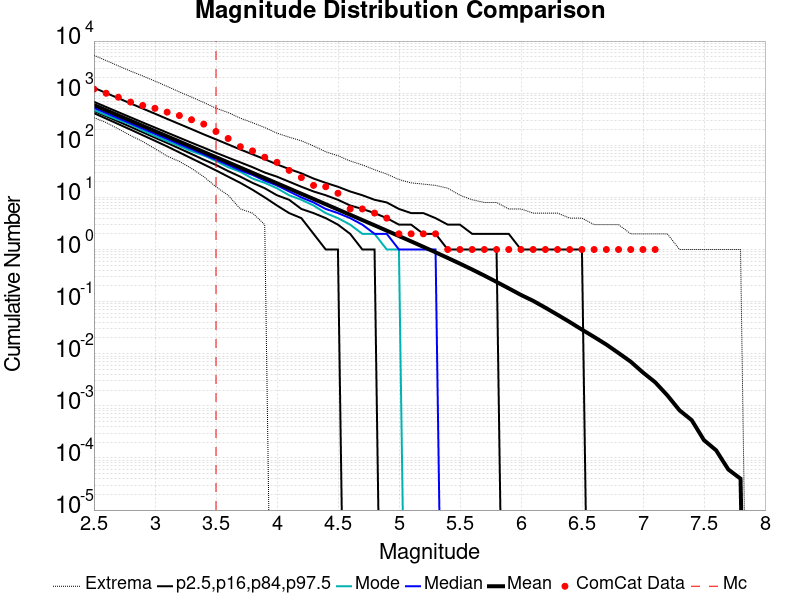 Magnitude Distribution Comparison
10^4
10^3
10^2
10^1
10^0
10^-1
10^-2
10^-3
10^-4
10^-5
Cumulative Number
2.5 3 3.5 4 4.5 5 5.5 6 6.5 7 7.5 8
Magnitude
Extrema p2.5,p16,p84,p97.5 Mode Median Mean ComCat Data Mc